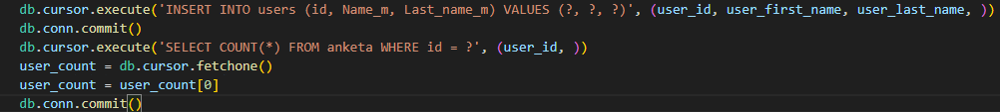 db.cursor.execute('INSERT INTO users (id, Name_m, Last_name_m) VALUES (?, ?, ?)', (user_id, user_first_name, user_last_name, ))
db.conn.commit()
db.cursor.execute('SELECT COUNT(*) FROM anketa WHERE id = ?', (user_id, ))
user_count = db.cursor.fetchone()
user_count = user_count[0]
db.conn.commit()